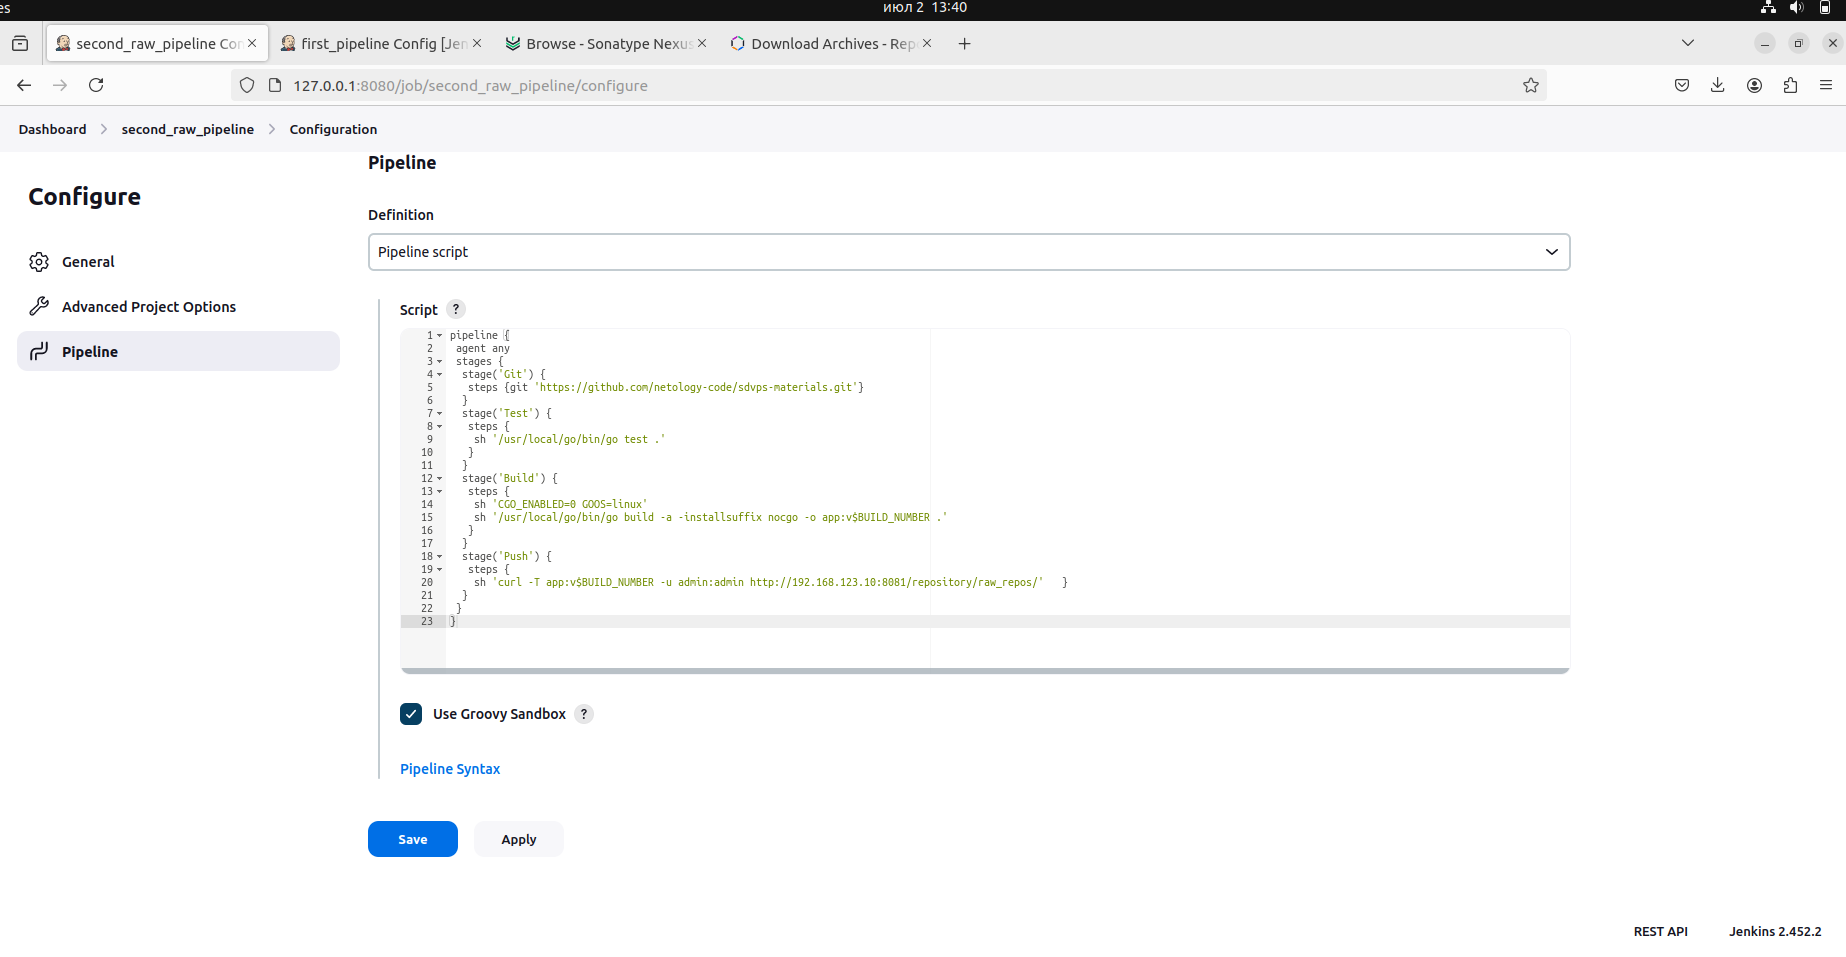 es
июл 2 13:40
second_raw_pipeline Con
first_pipeline Config [Jen
Browse - Sonatype Nexus
Download Archives - Repo
127.0.0.1:8080/job/second_raw_pipeline/configure
Dashboard
second_raw_pipeline
Configuration
Configure
General
Advanced Project Options
Pipeline
Pipeline
Definition
Pipeline script
Script ?
1 pipeline {
2 agent any
3 stages {
4 stage('Git') {
5 steps {git 'https://github.com/netology-code/sdvps-materials.git'}
6 }
7 stage('Test') {
8 steps {
9 sh '/usr/local/go/bin/go test .'
10 }
11 }
12 stage('Build') {
13 steps {
14 sh 'CGO_ENABLED=0 GOOS=linux'
15 sh '/usr/local/go/bin/go build -a -installsuffix nocgo -o app:v$BUILD_NUMBER .'
16 }
17 }
18 stage('Push') {
19 steps {
20 sh 'curl -T app:v$BUILD_NUMBER -u admin:admin http://192.168.123.10:8081/repository/raw_repos/' }
21 }
22 }
23 }
Use Groovy Sandbox ?
Pipeline Syntax
Save
Apply
REST API
Jenkins 2.452.2